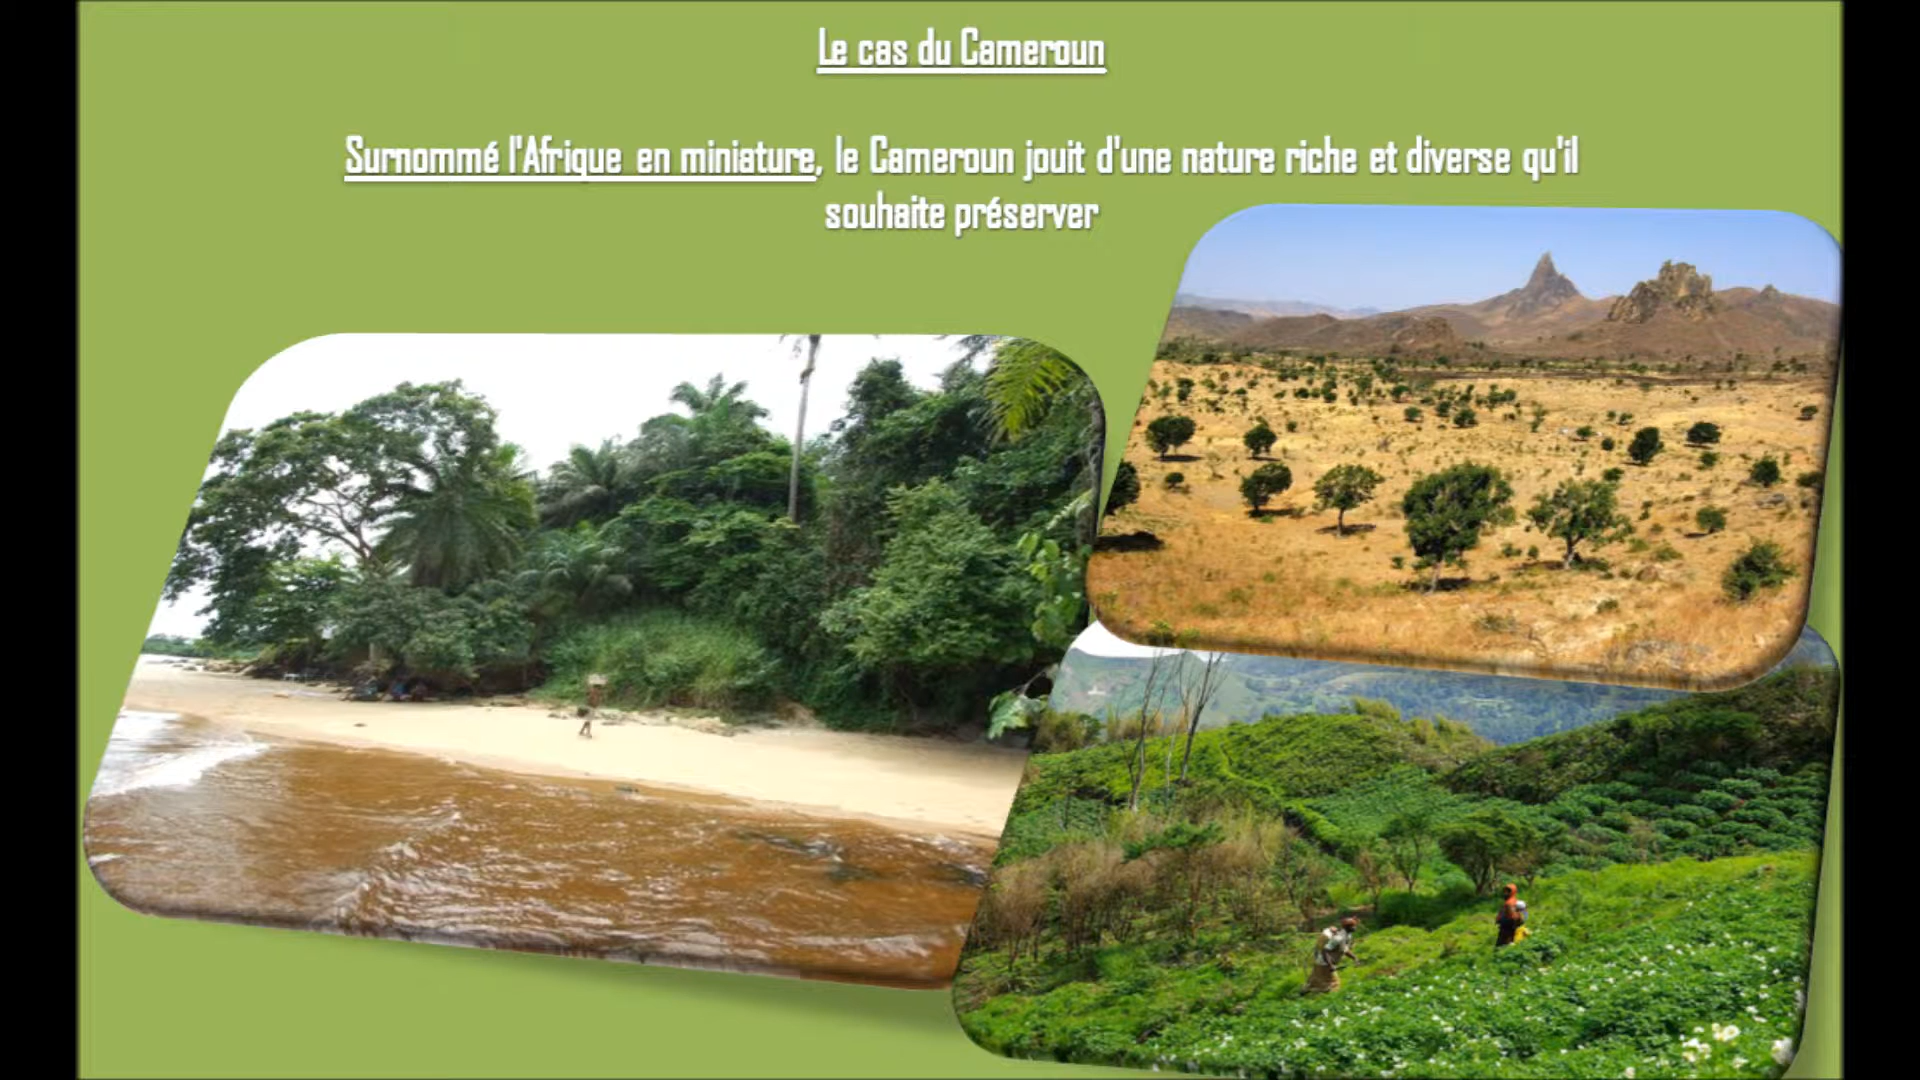 Le cas du Cameroun
Surnommé l'Afrique en miniature, le Cameroun jouit d'une nature riche et diverse qu'il
souhaite préserver